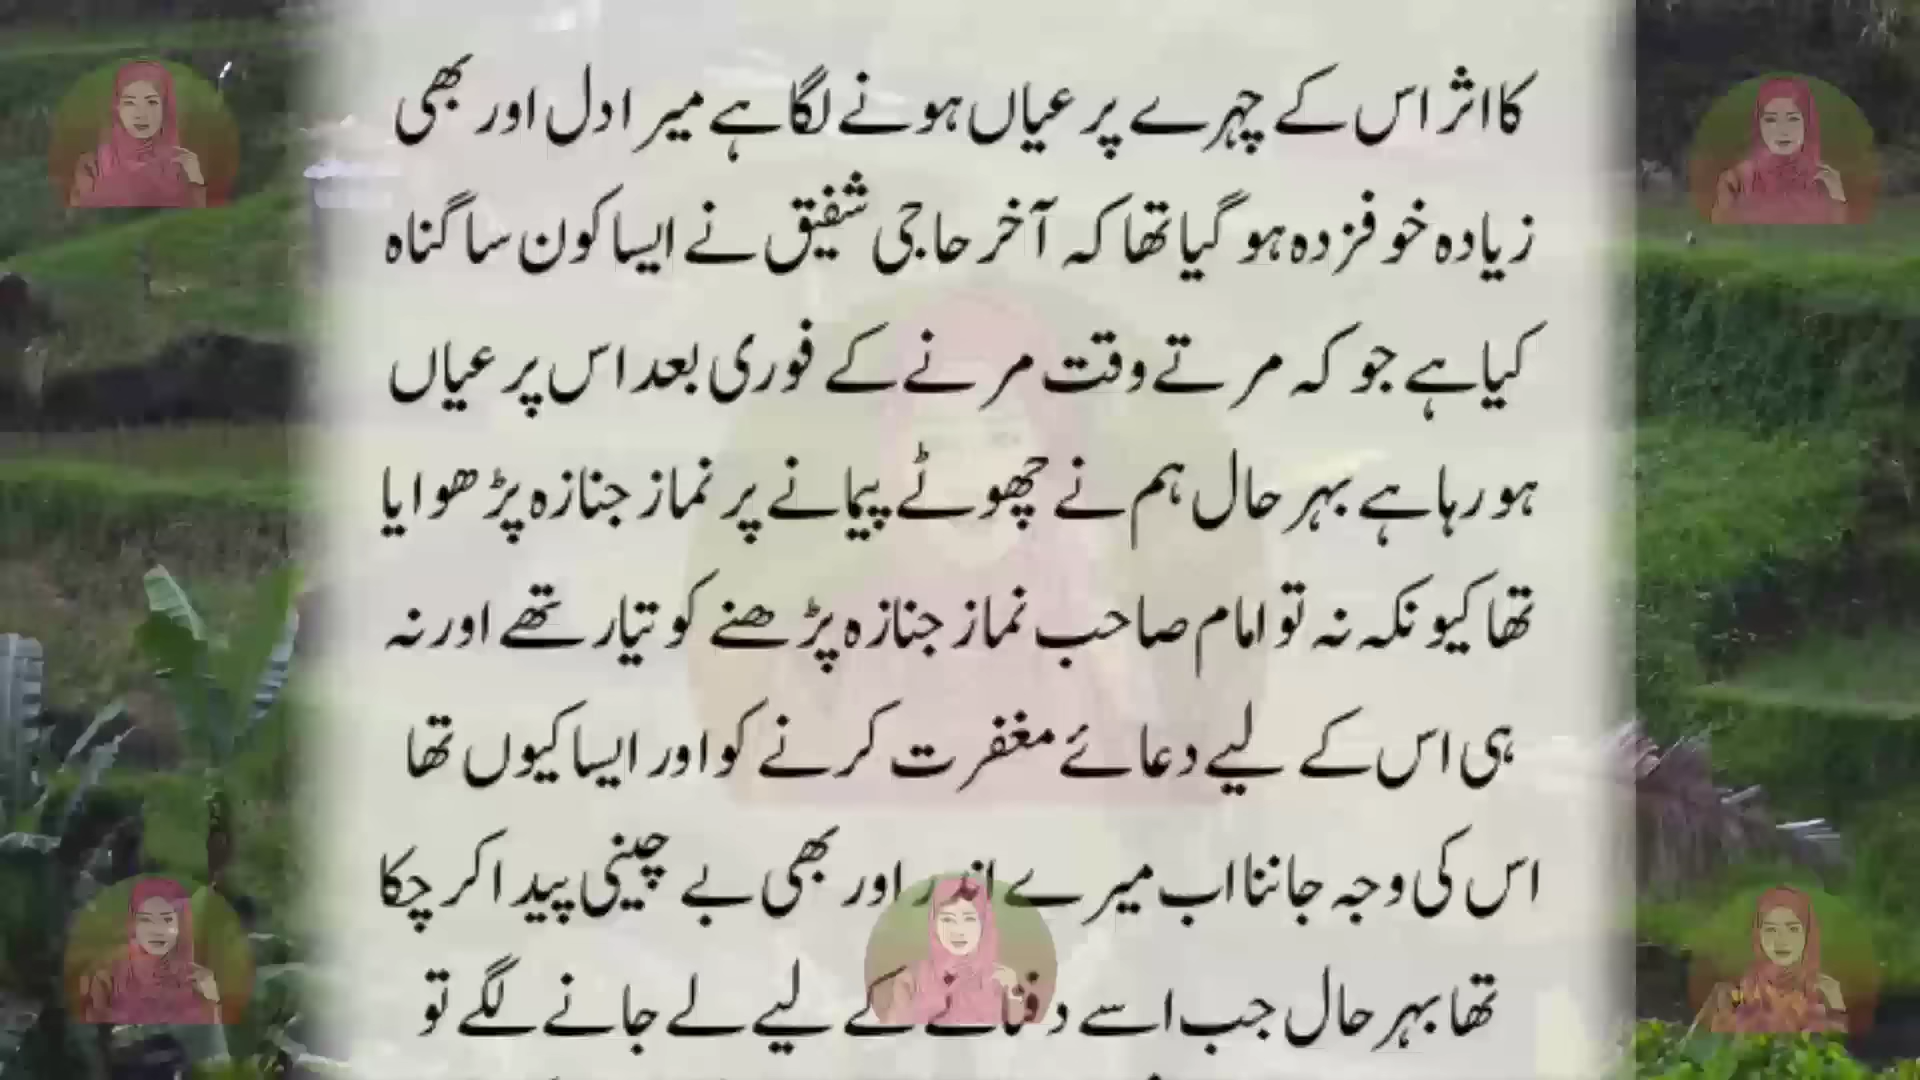 کا اثر اس کے چہرے پر عیاں ہونے لگا ہے میرا دل اور بھی
زیادہ خوفزدہ ہو گیا تھا کہ آخر حاجی شفیق نے ایسا کون سا گناہ
کیا ہے جو کہ مرتے وقت مرنے کے فوری بعد اس پر عیاں
ہو رہا ہے بہر حال ہم نے چھوٹے پیمانے پر نماز جنازہ پڑھوایا
تھا کیونکہ نہ تو امام صاحب نماز جنازہ پڑھنے کو تیار تھے اور نہ
ہی اس کے لیے دعائے مغفرت کرنے کو اور ایسا کیوں تھا
اس کی وجہ جاننا اب میرے اندر اور بھی بے چینی پیدا کر چکا
تھا بہر حال جب اسے دفنانے کے لیے لے جانے لگے تو